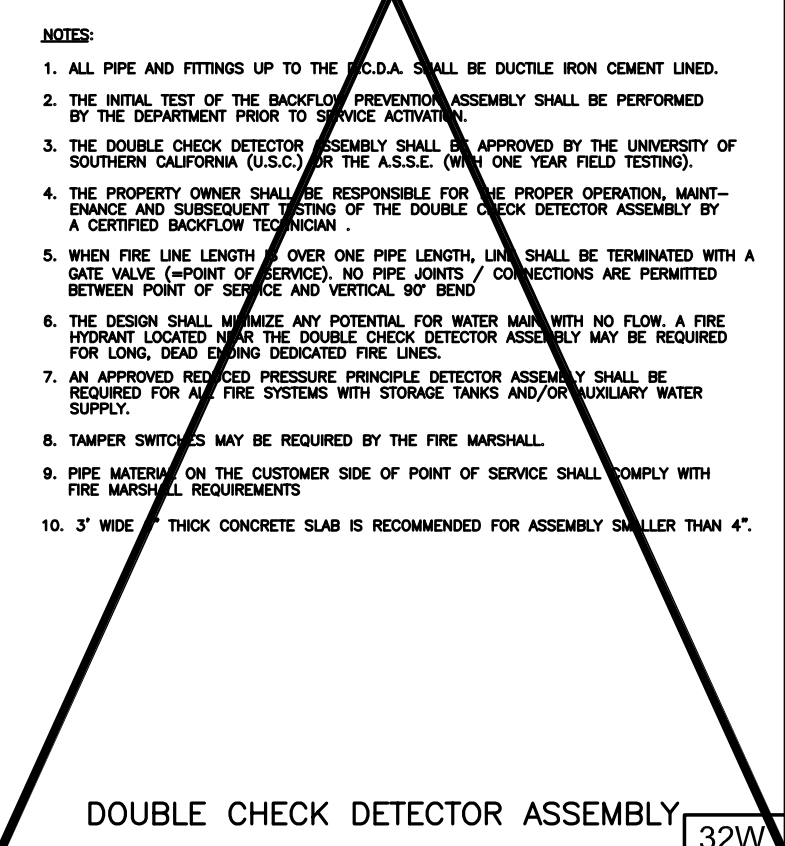 NOTES:
1. ALL PIPE AND FITTINGS UP TO THE D.C.D.A. SHALL BE DUCTILE IRON CEMENT LINED.
2. THE INITIAL TEST OF THE BACKFLOW PREVENTION ASSEMBLY SHALL BE PERFORMED
BY THE DEPARTMENT PRIOR TO SERVICE ACTIVATION.
3. THE DOUBLE CHECK DETECTOR ASSEMBLY SHALL BE APPROVED BY THE UNIVERSITY OF
SOUTHERN CALIFORNIA (U.S.C.) OR THE A.S.S.E. (WITH ONE YEAR FIELD TESTING).
4. THE PROPERTY OWNER SHALL BE RESPONSIBLE FOR THE PROPER OPERATION, MAINT-
ENANCE AND SUBSEQUENT TESTING OF THE DOUBLE CHECK DETECTOR ASSEMBLY BY
A CERTIFIED BACKFLOW TECHNICIAN .
5. WHEN FIRE LINE LENGTH IS OVER ONE PIPE LENGTH, LINE SHALL BE TERMINATED WITH A
GATE VALVE (=POINT OF SERVICE). NO PIPE JOINTS / CONNECTIONS ARE PERMITTED
BETWEEN POINT OF SERVICE AND VERTICAL 90° BEND
6. THE DESIGN SHALL MINIMIZE ANY POTENTIAL FOR WATER MAIN WITH NO FLOW. A FIRE
HYDRANT LOCATED NEAR THE DOUBLE CHECK DETECTOR ASSEMBLY MAY BE REQUIRED
FOR LONG, DEAD ENDING DEDICATED FIRE LINES.
7. AN APPROVED REDUCED PRESSURE PRINCIPLE DETECTOR ASSEMBLY SHALL BE
REQUIRED FOR ALL FIRE SYSTEMS WITH STORAGE TANKS AND/OR AUXILIARY WATER
SUPPLY.
8. TAMPER SWITCHES MAY BE REQUIRED BY THE FIRE MARSHALL.
9. PIPE MATERIAL ON THE CUSTOMER SIDE OF POINT OF SERVICE SHALL COMPLY WITH
FIRE MARSHALL REQUIREMENTS
10. 3' WIDE THICK CONCRETE SLAB IS RECOMMENDED FOR ASSEMBLY SMALLER THAN 4".
DOUBLE CHECK DETECTOR ASSEMBLY
32W